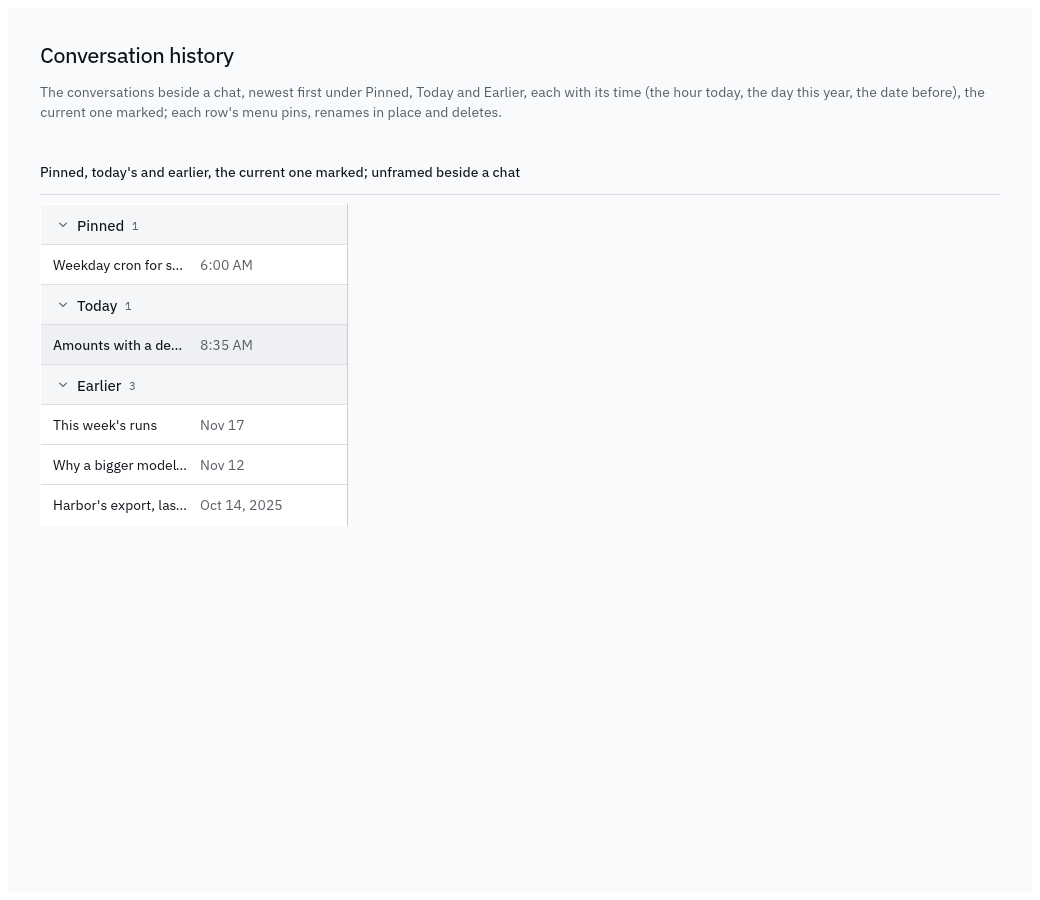 Conversation history
The conversations beside a chat, newest first under Pinned, Today and Earlier, each with its time (the hour today, the day this year, the date before), the
current one marked; each row's menu pins, renames in place and deletes.
Pinned, today's and earlier, the current one marked; unframed beside a chat
Pinned 1
Weekday cron for s... 6:00 AM
Today 1
Amounts with a de... 8:35 AM
Earlier 3
This week's runs Nov 17
Why a bigger model... Nov 12
Harbor's export, las... Oct 14, 2025